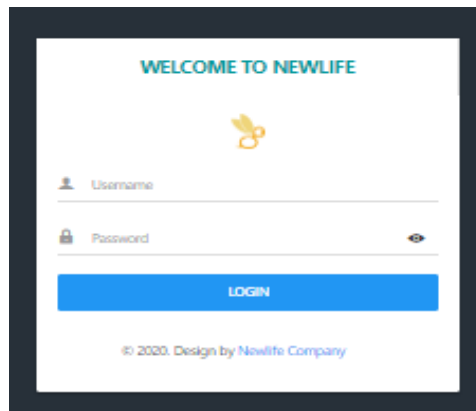 WELCOME TO NEWLIFE
Username
Password
LOGIN
© 2020. Design by Newlife Company